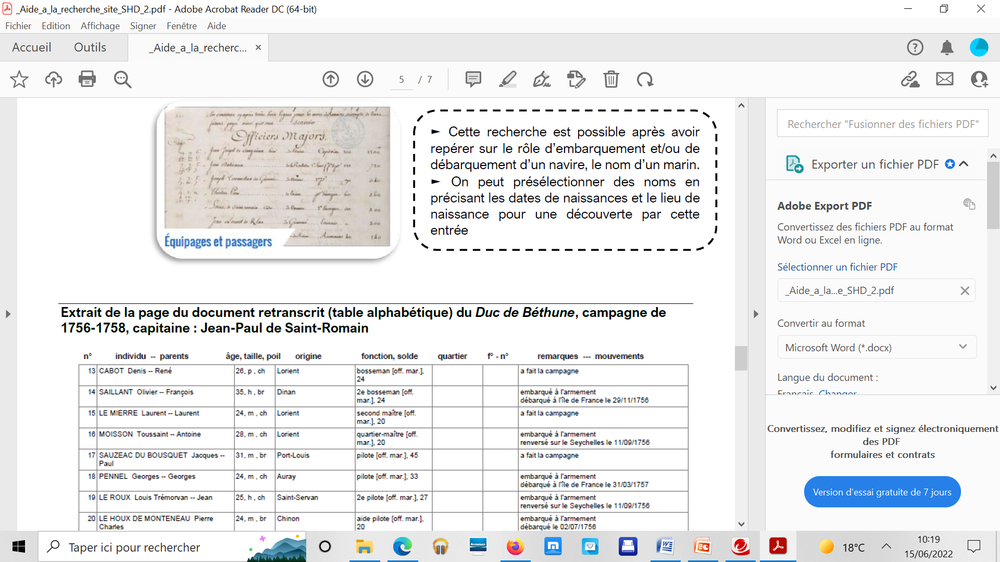 _Aide_a_la_recherche_site_SHD_2.pdf - Adobe Acrobat Reader DC (64-bit)
Fichier Edition Affichage Signer Fenêtre Aide
Accueil Outils _Aide_a_la_recherc...
5 / 7
Officiers Majors.
Équipages et passagers
► Cette recherche est possible après avoir
repérer sur le rôle d'embarquement et/ou de
débarquement d'un navire, le nom d'un marin.
► On peut présélectionner des noms en
précisant les dates de naissances et le lieu de
naissance pour une découverte par cette
entrée
Extrait de la page du document retranscrit (table alphabétique) du Duc de Béthune, campagne de
1756-1758, capitaine : Jean-Paul de Saint-Romain
n° individu -- parents âge, taille, poil origine fonction, solde quartier f° - n° remarques --- mouvements
13 CABOT Denis -- René 26, p , ch Lorient bosseman [off. mar.], a fait la campagne
24
14 SAILLANT Olivier -- François 35, h , br Dinan 2e bosseman [off. embarqué à l'armement
mar.], 24 débarqué à l'île de France le 29/11/1756
15 LE MIERRE Laurent -- Laurent 24, m , ch Lorient second maître [off. a fait la campagne
mar.], 20
16 MOISSON Toussaint -- Antoine 28, m , ch Lorient quartier-maître [off. embarqué à l'armement
mar.], 20 renversé sur le Seychelles le 11/09/1756
17 SAUZEAC DU BOUSQUET Jacques -- 31, m , br Port-Louis pilote [off. mar.], 45 a fait la campagne
Paul
18 PENNEL Georges -- Georges 24, m , ch Auray pilote [off. mar.], 33 embarqué à l'armement
débarqué à l'île de France le 31/03/1757
19 LE ROUX Louis Trémorvan -- Jean 25, h , ch Saint-Servan 2e pilote [off. mar.], 27 embarqué à l'armement
renversé sur le Seychelles le 11/09/1756
20 LE HOUX DE MONTENEAU Pierre 24, m , br Chinon aide pilote [off. mar.], embarqué à l'armement
Charles 20 débarqué le 02/07/1756
Rechercher "Fusionner des fichiers PDF"
Exporter un fichier PDF
Adobe Export PDF
Convertissez des fichiers PDF au format
Word ou Excel en ligne.
Sélectionner un fichier PDF
_Aide_a_la...e_SHD_2.pdf
Convertir au format
Microsoft Word (*.docx)
Langue du document :
Français Changer
Convertissez, modifiez et signez électroniquement
des PDF
formulaires et contrats
Version d'essai gratuite de 7 jours
Taper ici pour rechercher
lenovo
18°C
10:19
15/06/2022